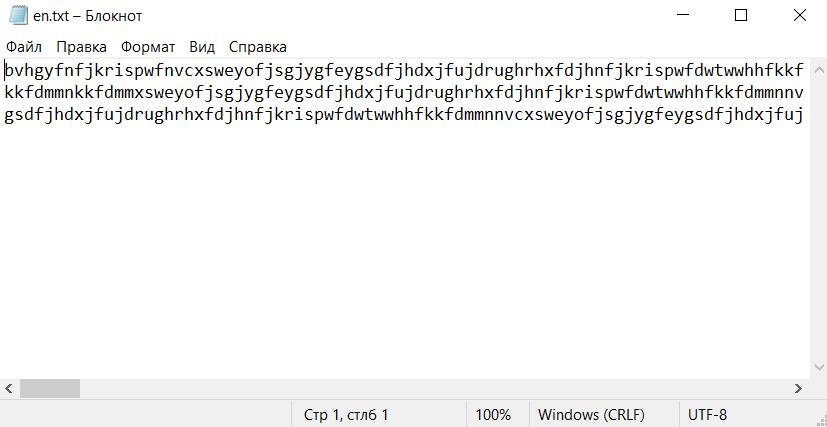 en.txt – Блокнот
Файл Правка Формат Вид Справка
bvhgyfnfjkrispwfnvcxsweyofjsgjygfeygsdfjhdxjfujdrughrhxfdjhnfjkrispwfdwtwwhhfkkf
kkfdmmnkkfdmmxsweyofjsgjygfeygsdfjhdxjfujdrughrhxfdjhnfjkrispwfdwtwwhhfkkfdmmnnv
gsdfjhdxjfujdrughrhxfdjhnfjkrispwfdwtwwhhfkkfdmmnnvcxsweyofjsgjygfeygsdfjhdxjfuj
Стр 1, стлб 1 100% Windows (CRLF) UTF-8